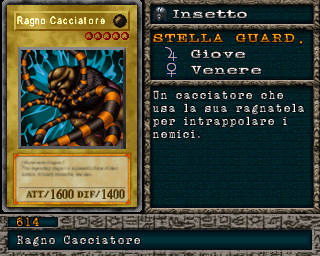 Ragno Cacciatore
ATT/1600 DIF/1400
Insetto
STELLA GUARD.
Giove
Venere
Un cacciatore che
usa la sua ragnatela
per intrappolare i
nemici.
614
Ragno Cacciatore